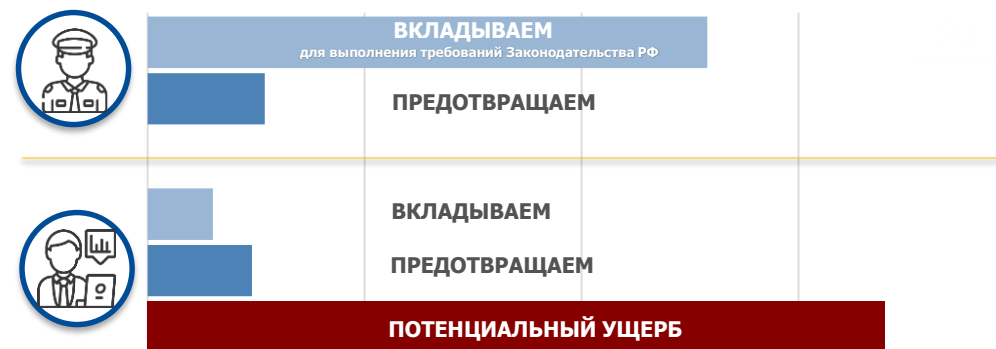 ВКЛАДЫВАЕМ
для выполнения требований Законодательства РФ
ПРЕДОТВРАЩАЕМ
ВКЛАДЫВАЕМ
ПРЕДОТВРАЩАЕМ
ПОТЕНЦИАЛЬНЫЙ УЩЕРБ